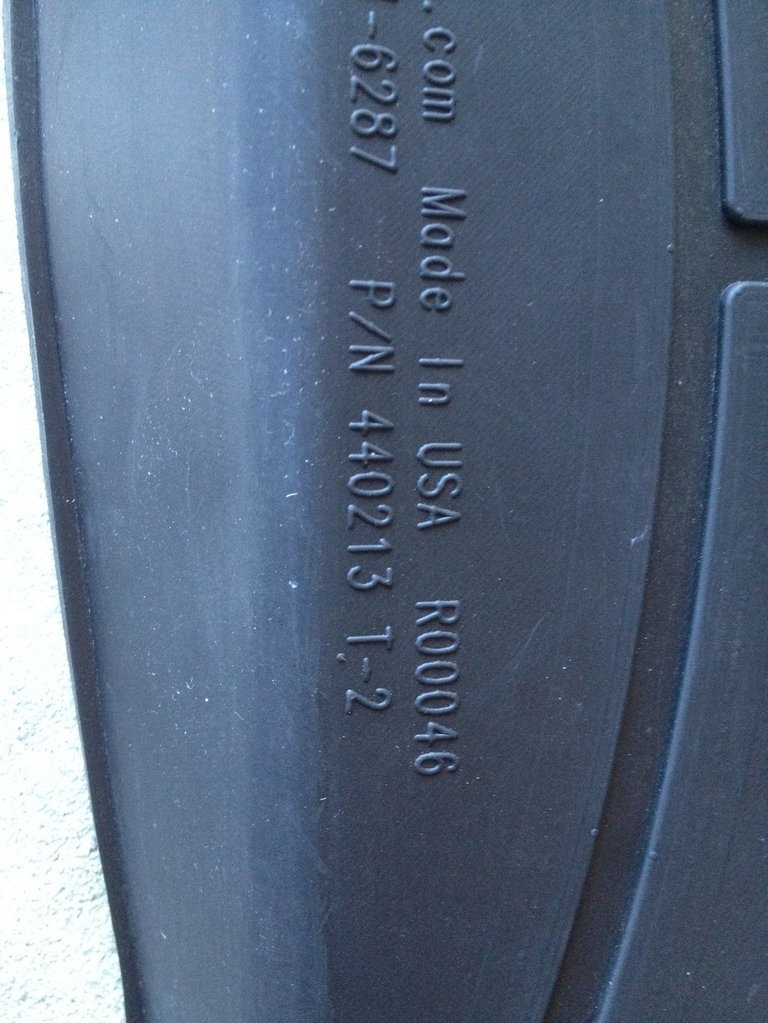 .com Made In USA R00046
-6287 P/N 440213 T-2